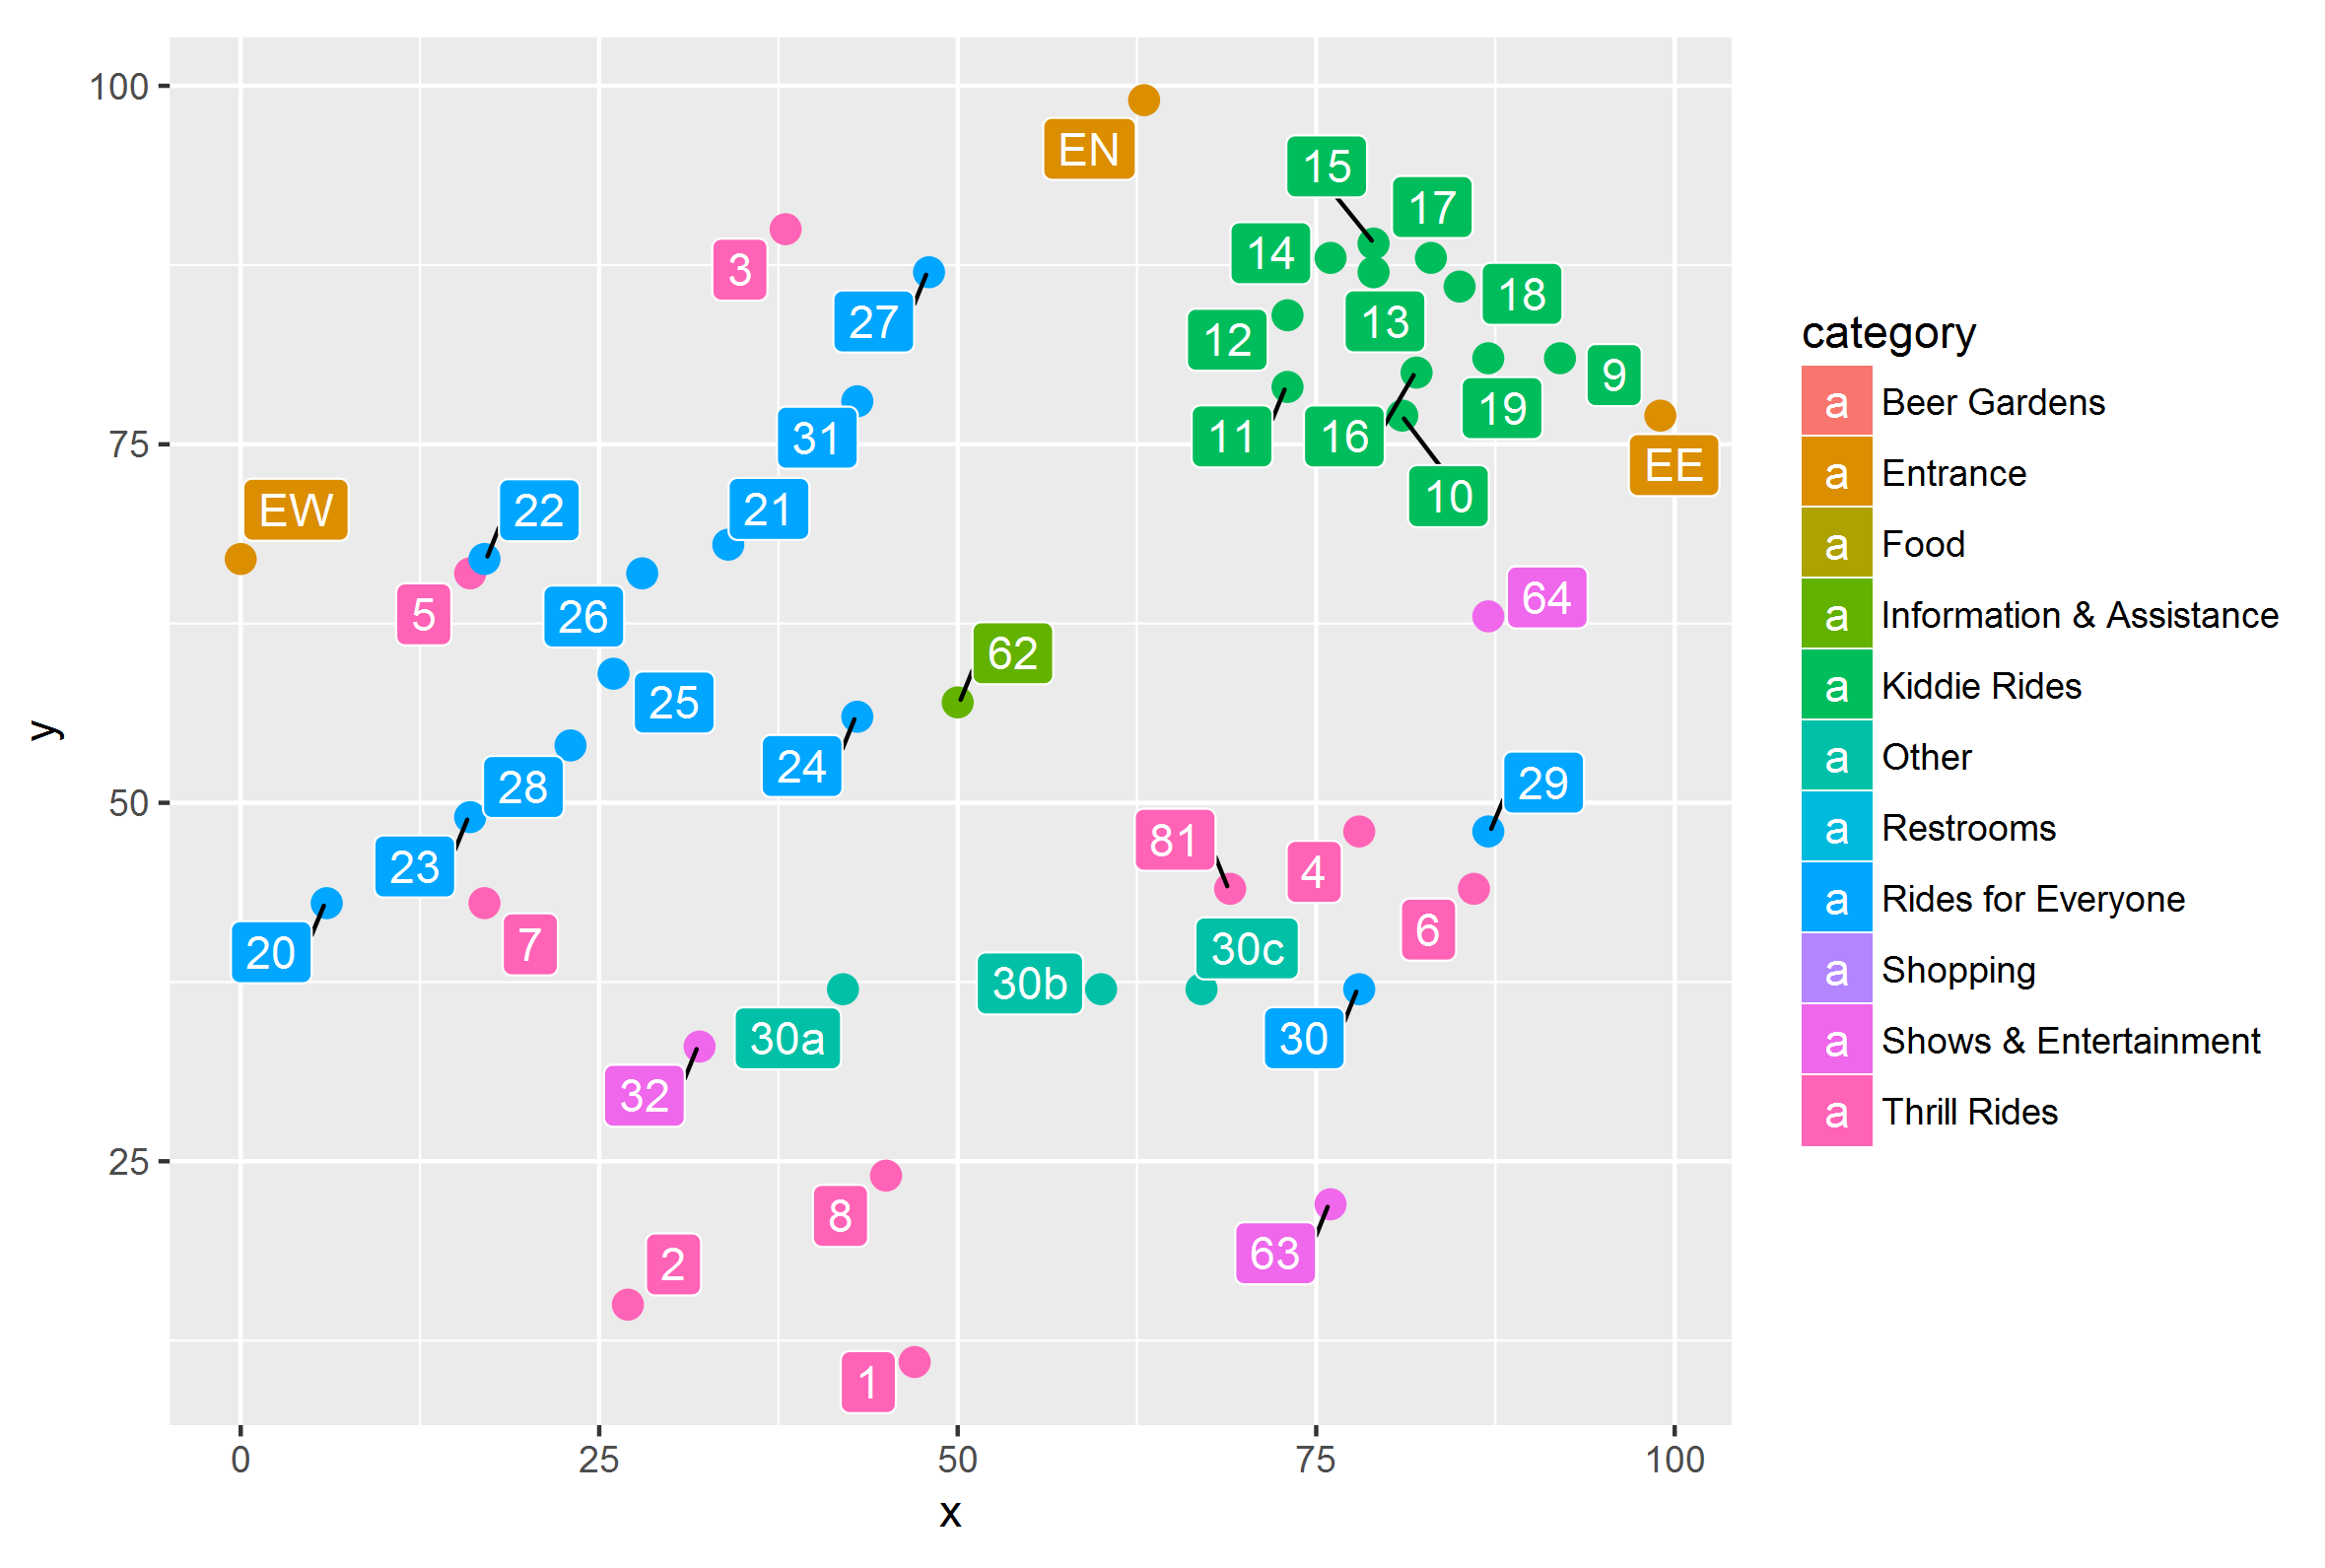 100
75
50
25
y
0
25
50
75
100
x
EN
15
17
14
3
18
27
13
12
9
19
31
11
16
EE
10
EW
22
21
64
5
26
62
25
24
28
29
81
4
23
6
7
30c
20
30b
30a
30
32
8
63
2
1
category
a Beer Gardens
a Entrance
a Food
a Information & Assistance
a Kiddie Rides
a Other
a Restrooms
a Rides for Everyone
a Shopping
a Shows & Entertainment
a Thrill Rides